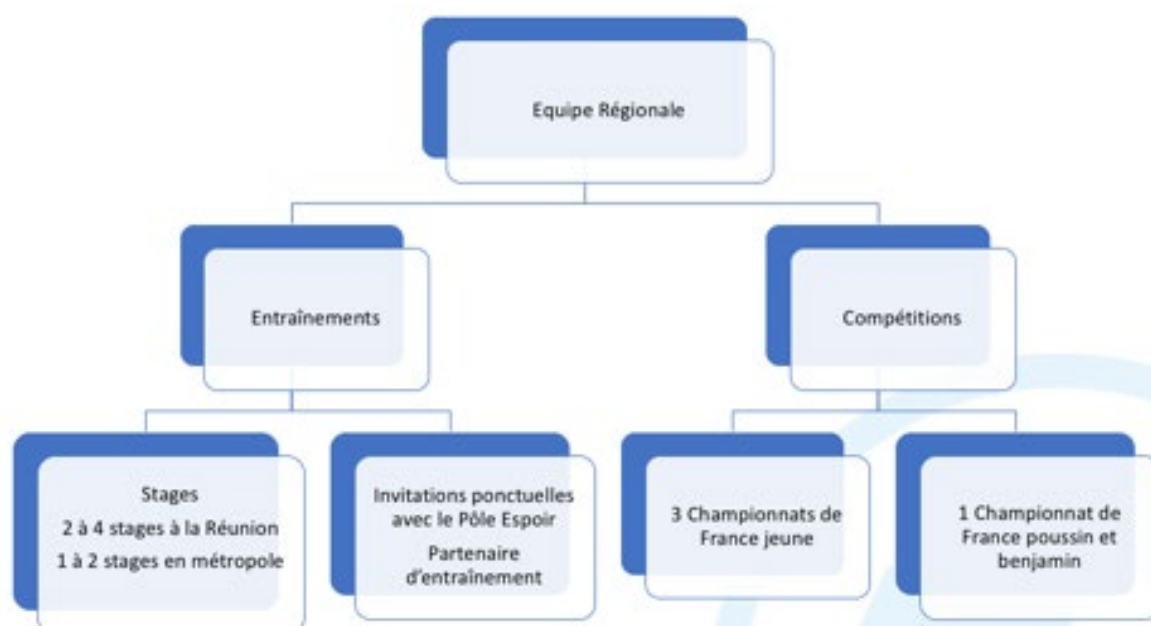 Equipe Régionale
Entraînements
Compétitions
Stages
2 à 4 stages à la Réunion
1 à 2 stages en métropole
Invitations ponctuelles
avec le Pôle Espoir
Partenaire
d'entraînement
3 Championnats de
France jeune
1 Championnat de
France poussin et
benjamin